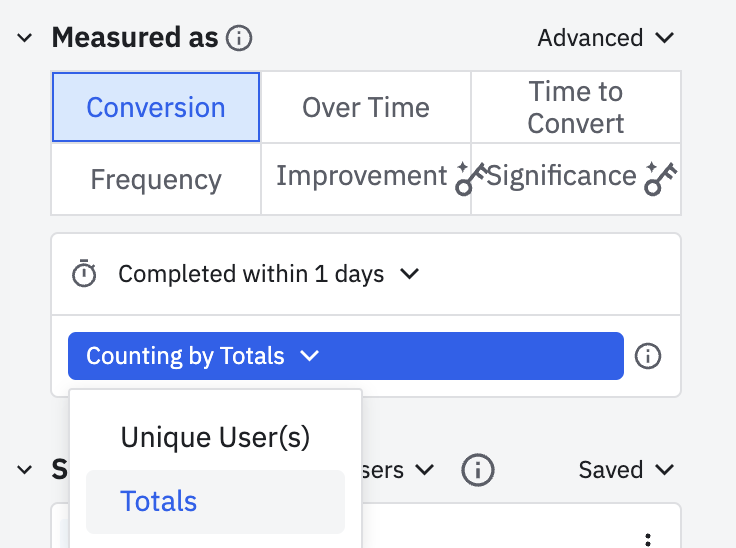 Measured as
Advanced
Conversion
Over Time
Time to
Convert
Frequency
Improvement
Significance
Completed within 1 days
Counting by Totals
Unique User(s)
Totals
S
sers
Saved